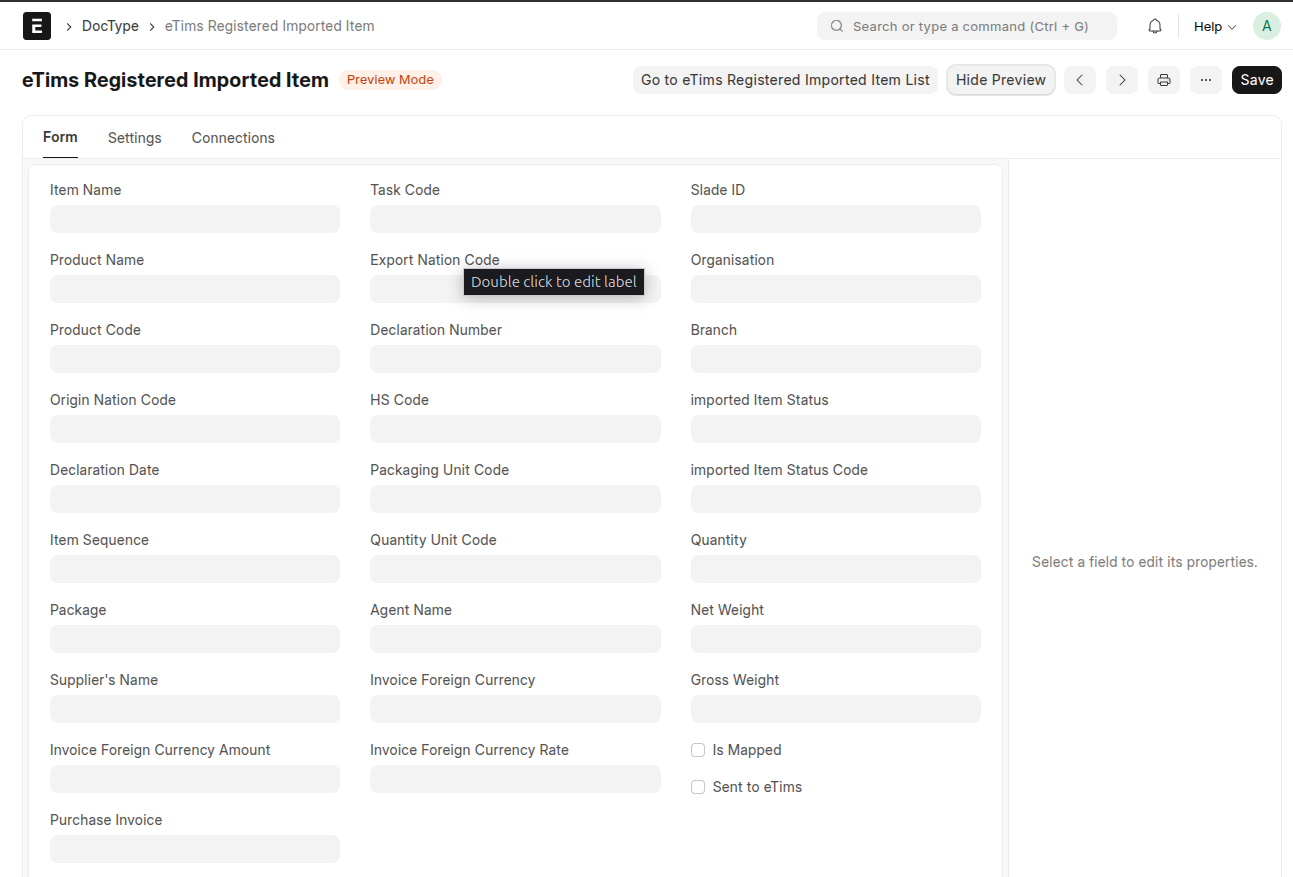 E > DocType > eTims Registered Imported Item
Search or type a command (Ctrl + G)
Help
A
eTims Registered Imported Item
Preview Mode
Go to eTims Registered Imported Item List
Hide Preview
Save
Form Settings Connections
Item Name Task Code Slade ID
Product Name Export Nation Code Organisation
Double click to edit label
Product Code Declaration Number Branch
Origin Nation Code HS Code imported Item Status
Declaration Date Packaging Unit Code imported Item Status Code
Item Sequence Quantity Unit Code Quantity
Select a field to edit its properties.
Package Agent Name Net Weight
Supplier's Name Invoice Foreign Currency Gross Weight
Invoice Foreign Currency Amount Invoice Foreign Currency Rate Is Mapped
Sent to eTims
Purchase Invoice